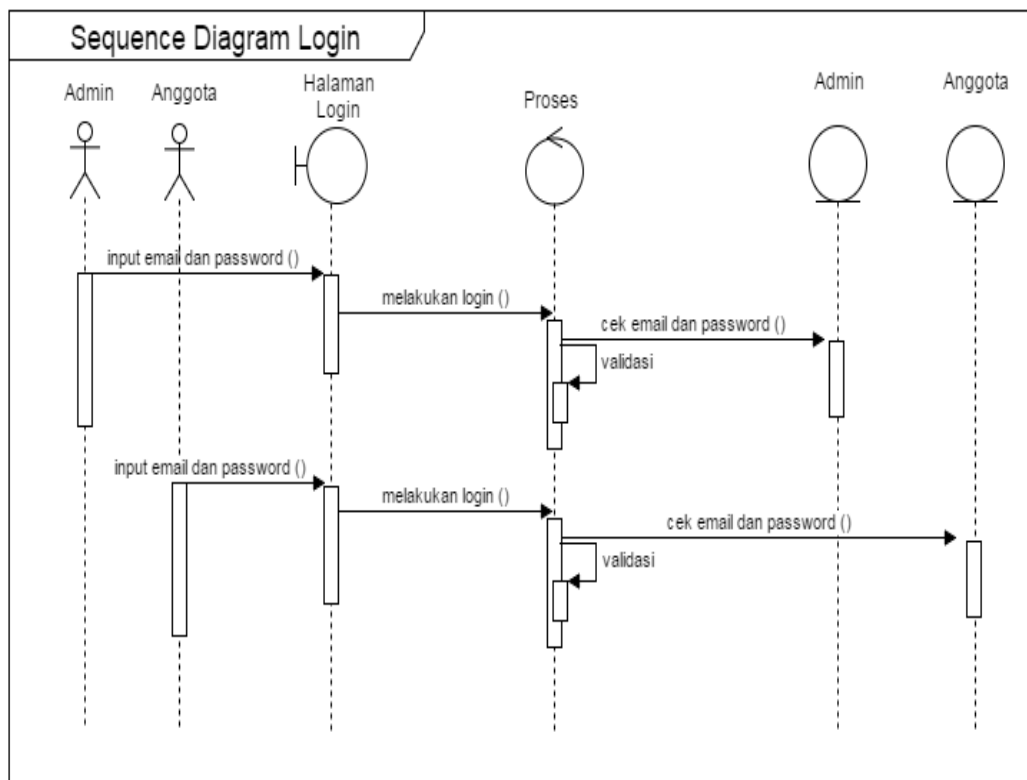 Sequence Diagram Login
Admin
Anggota
Halaman
Login
Proses
Admin
Anggota
input email dan password ()
melakukan login ()
cek email dan password ()
validasi
input email dan password ()
melakukan login ()
cek email dan password ()
validasi